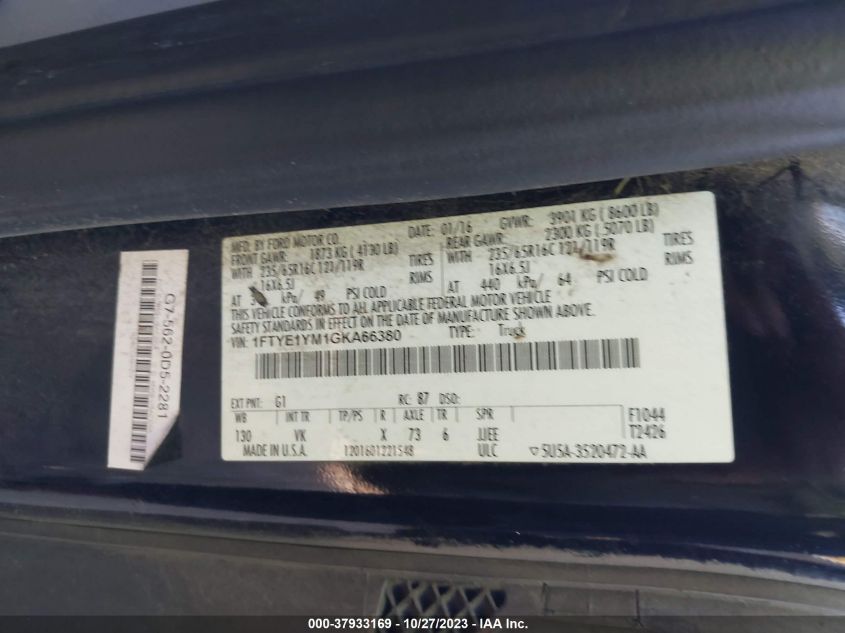 MFD. BY FORD MOTOR CO. DATE: 01/16 GVWR: 3901 KG ( 8600 LB)
FRONT GAWR: 1873 KG ( 4130 LB) REAR GAWR: 2300 KG ( 5070 LB)
WITH 235/65R16C 121/119R TIRES WITH 235/65R16C 121/119R TIRES
16X6.5J RIMS 16X6.5J RIMS
AT kPa/ 49 PSI COLD AT 440 kPa/ 64 PSI COLD
THIS VEHICLE CONFORMS TO ALL APPLICABLE FEDERAL MOTOR VEHICLE
SAFETY STANDARDS IN EFFECT ON THE DATE OF MANUFACTURE SHOWN ABOVE.
VIN: 1FTYE1YM1GKA66380 TYPE: Truck
EXT PNT: G1 RC: 87 DSO:
WB INT TR TP/PS R AXLE TR SPR F1044
130 VK X 73 6 JJEE T2426
MADE IN U.S.A. 1201601221548 ULC ▽5U5A-3520472-AA
G7-562-0D5-2281
000-37933169 - 10/27/2023 - IAA Inc.